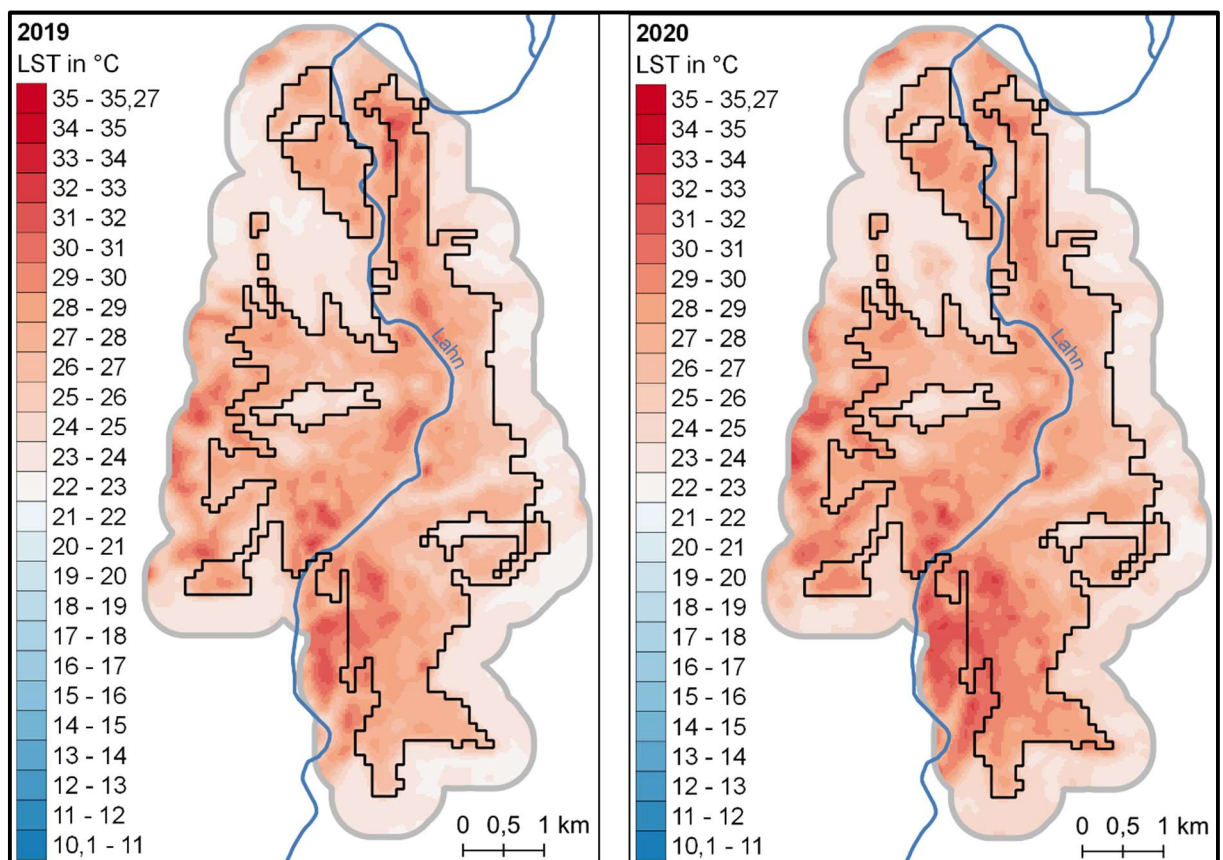 2019
LST in °C
35 - 35,27
34 - 35
33 - 34
32 - 33
31 - 32
30 - 31
29 - 30
28 - 29
27 - 28
26 - 27
25 - 26
24 - 25
23 - 24
22 - 23
21 - 22
20 - 21
19 - 20
18 - 19
17 - 18
16 - 17
15 - 16
14 - 15
13 - 14
12 - 13
11 - 12
10,1 - 11
Lahn
0 0,5 1 km
2020
LST in °C
35 - 35,27
34 - 35
33 - 34
32 - 33
31 - 32
30 - 31
29 - 30
28 - 29
27 - 28
26 - 27
25 - 26
24 - 25
23 - 24
22 - 23
21 - 22
20 - 21
19 - 20
18 - 19
17 - 18
16 - 17
15 - 16
14 - 15
13 - 14
12 - 13
11 - 12
10,1 - 11
Lahn
0 0,5 1 km